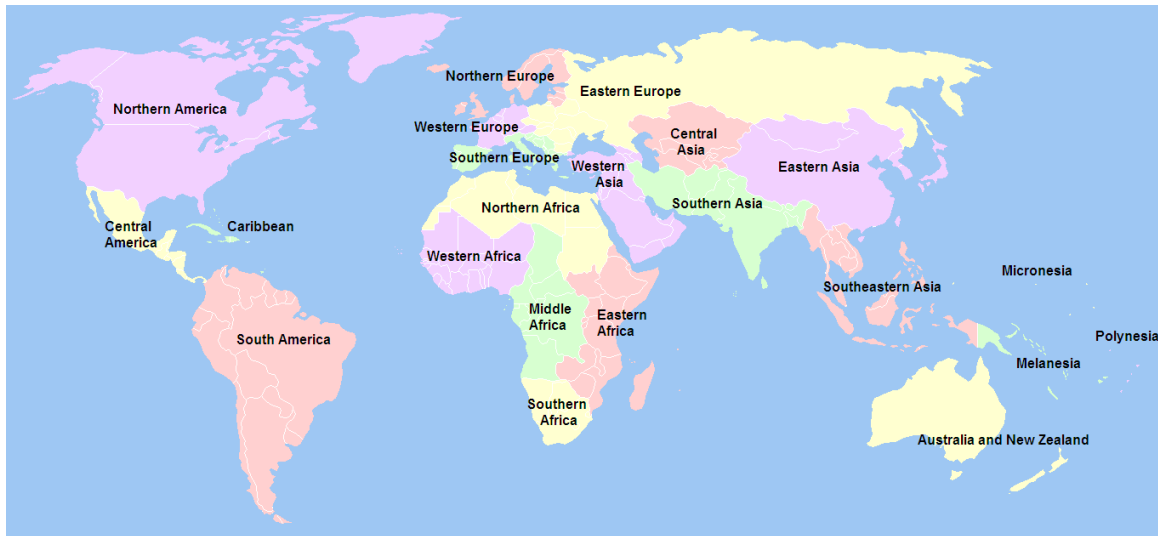 Northern Europe
Eastern Europe
Northern America
Western Europe
Central
Asia
Southern Europe
Western
Asia
Eastern Asia
Southern Asia
Northern Africa
Central
America
Caribbean
Western Africa
Micronesia
Southeastern Asia
Middle
Africa
Eastern
Africa
South America
Polynesia
Melanesia
Southern
Africa
Australia and New Zealand